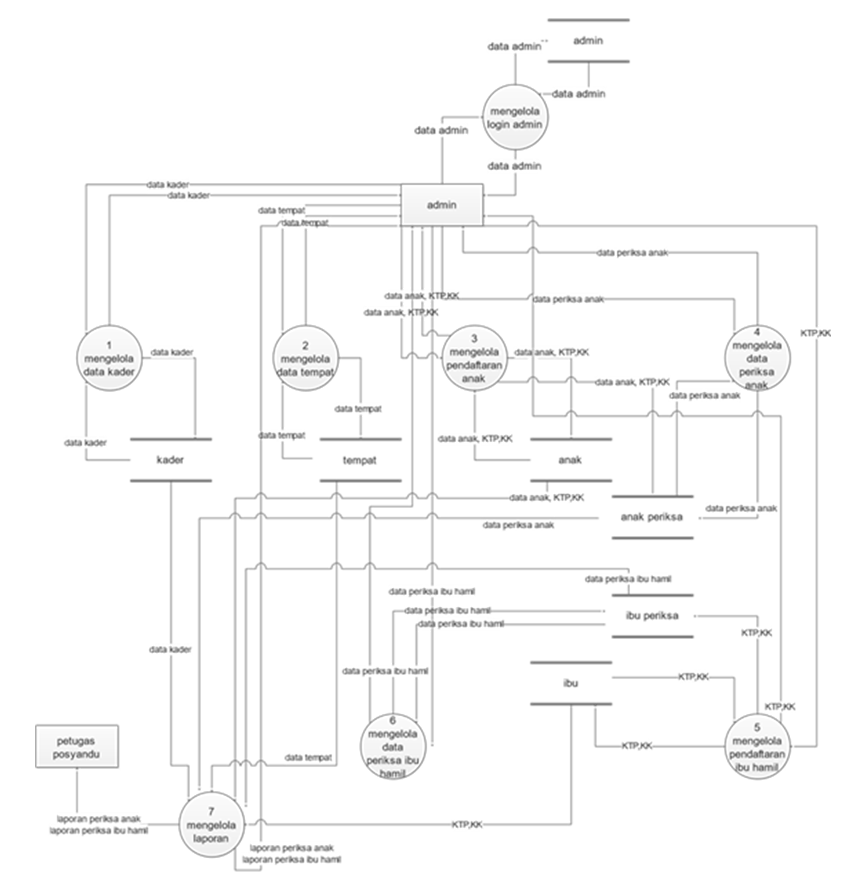 admin
data admin
data admin
mengelola
login admin
data admin
data admin
data kader
data kader
admin
data tempat
data tempat
data periksa anak
data anak, KTP,KK
data periksa anak
data anak, KTP,KK
KTP,KK
1
mengelola
data kader
data kader
2
mengelola
data tempat
3
mengelola
pendaftaran
anak
data anak, KTP,KK
4
mengelola
data
periksa
anak
data anak, KTP,KK
data periksa anak
data tempat
data kader
data tempat
data anak, KTP,KK
kader
tempat
anak
data anak, KTP,KK
data periksa anak
anak periksa
data periksa anak
data periksa ibu hamil
data periksa ibu hamil
data periksa ibu hamil
data periksa ibu hamil
ibu periksa
KTP,KK
data kader
data periksa ibu hamil
ibu
KTP,KK
KTP,KK
petugas
posyandu
6
mengelola
data
periksa ibu
hamil
5
mengelola
pendaftaran
ibu hamil
KTP,KK
data tempat
7
mengelola
laporan
laporan periksa anak
laporan periksa ibu hamil
KTP,KK
laporan periksa anak
laporan periksa ibu hamil